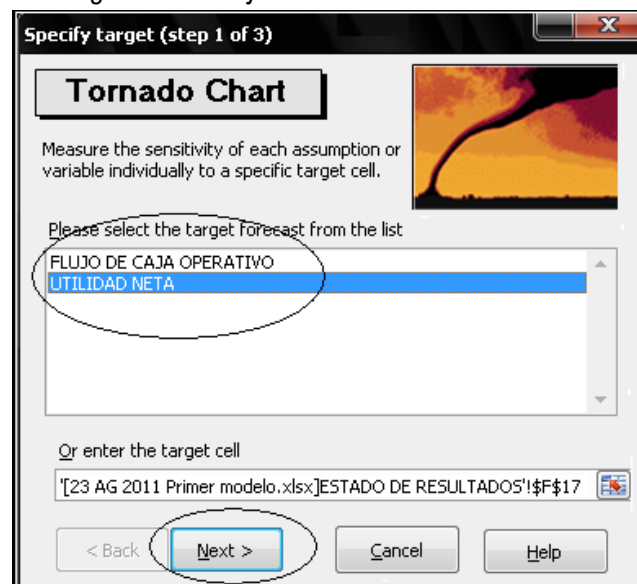 Specify target (step 1 of 3)
X
Tornado Chart
Measure the sensitivity of each assumption or
variable individually to a specific target cell.
Please select the target forecast from the list
FLUJO DE CAJA OPERATIVO
UTILIDAD NETA
Or enter the target cell
'[23 AG 2011 Primer modelo.xlsx]ESTADO DE RESULTADOS'!$F$17
< Back
Next >
Cancel
Help